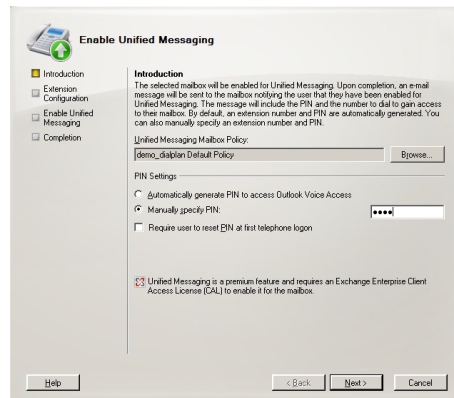 Enable Unified Messaging
Introduction
Extension
Configuration
Enable Unified
Messaging
Completion
Introduction
The selected mailbox will be enabled for Unified Messaging. Upon completion, an e-mail
message will be sent to the mailbox notifying the user that they have been enabled for
Unified Messaging. The message will include the PIN and the number to dial to gain access
to their mailbox. By default, an extension number and PIN are automatically generated. You
can also manually specify an extension number and PIN.
Unified Messaging Mailbox Policy:
demo_dialplan Default Policy
Browse...
PIN Settings
Automatically generate PIN to access Outlook Voice Access
Manually specify PIN:
••••
Require user to reset PIN at first telephone logon
Unified Messaging is a premium feature and requires an Exchange Enterprise Client
Access License (CAL) to enable it for the mailbox.
Help
< Back
Next >
Cancel